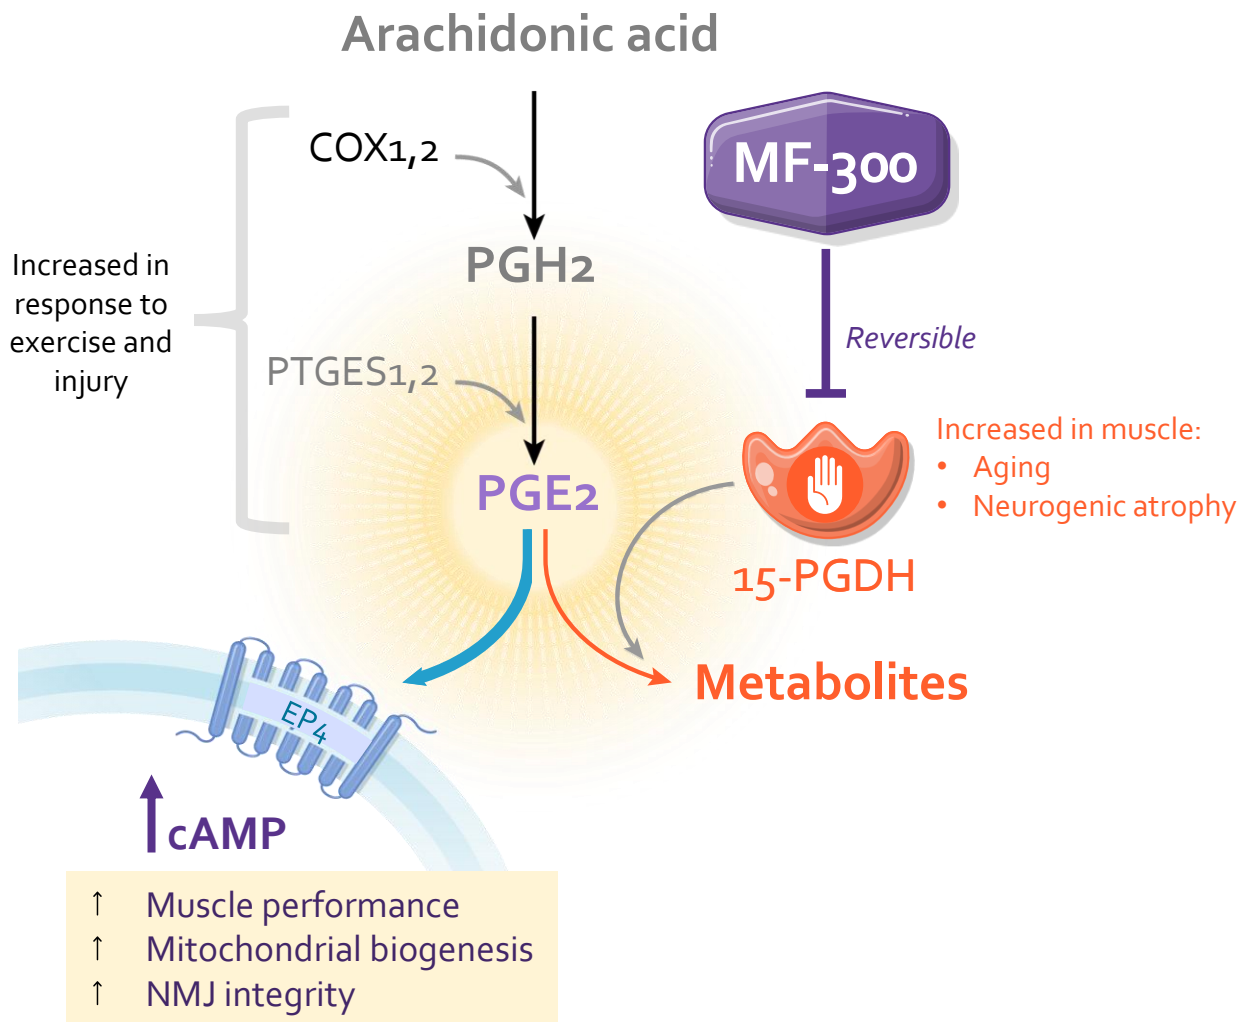 Arachidonic acid
COX1,2
MF-300
PGH2
Increased in
response to
exercise and
injury
Reversible
PTGES1,2
Increased in muscle:
• Aging
• Neurogenic atrophy
PGE2
15-PGDH
Metabolites
EP4
↑ cAMP
↑ Muscle performance
↑ Mitochondrial biogenesis
↑ NMJ integrity